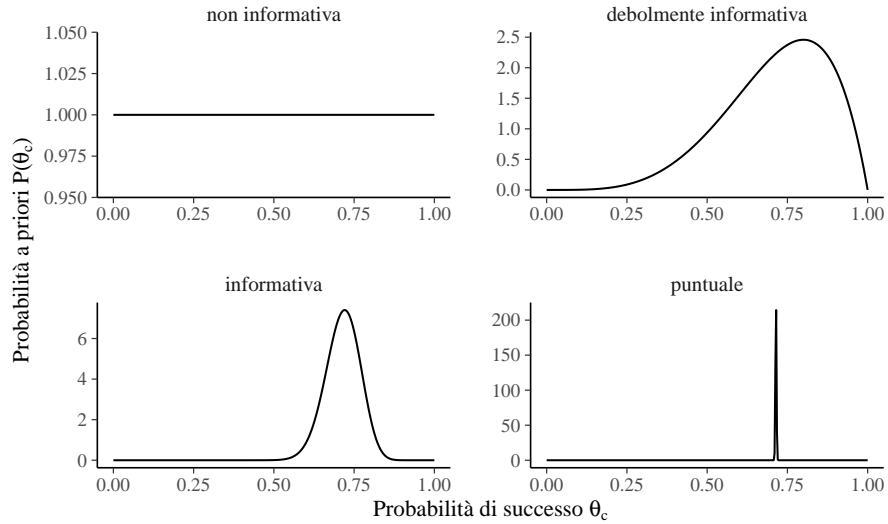 non informativa
debolmente informativa
1.050
1.025
1.000
0.975
0.950
0.00 0.25 0.50 0.75 1.00
2.5
2.0
1.5
1.0
0.5
0.0
0.00 0.25 0.50 0.75 1.00
Probabilità a priori P(θc)
informativa
puntuale
6
4
2
0
0.00 0.25 0.50 0.75 1.00
200
150
100
50
0
0.00 0.25 0.50 0.75 1.00
Probabilità di successo θc